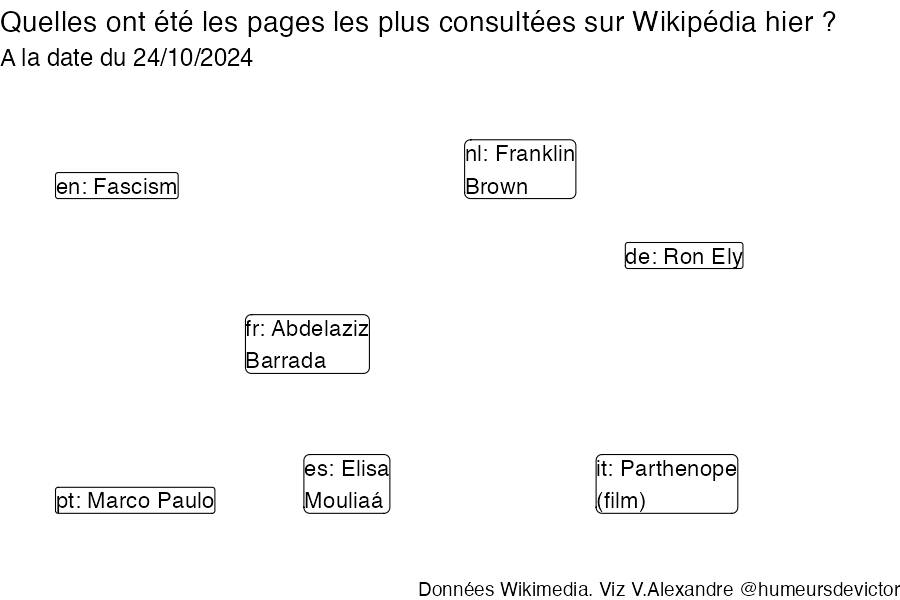 Quelles ont été les pages les plus consultées sur Wikipédia hier ?
A la date du 24/10/2024
nl: Franklin
Brown
en: Fascism
de: Ron Ely
fr: Abdelaziz
Barrada
es: Elisa
Mouliaá
it: Parthenope
(film)
pt: Marco Paulo
Données Wikimedia. Viz V.Alexandre @humeursdevictor